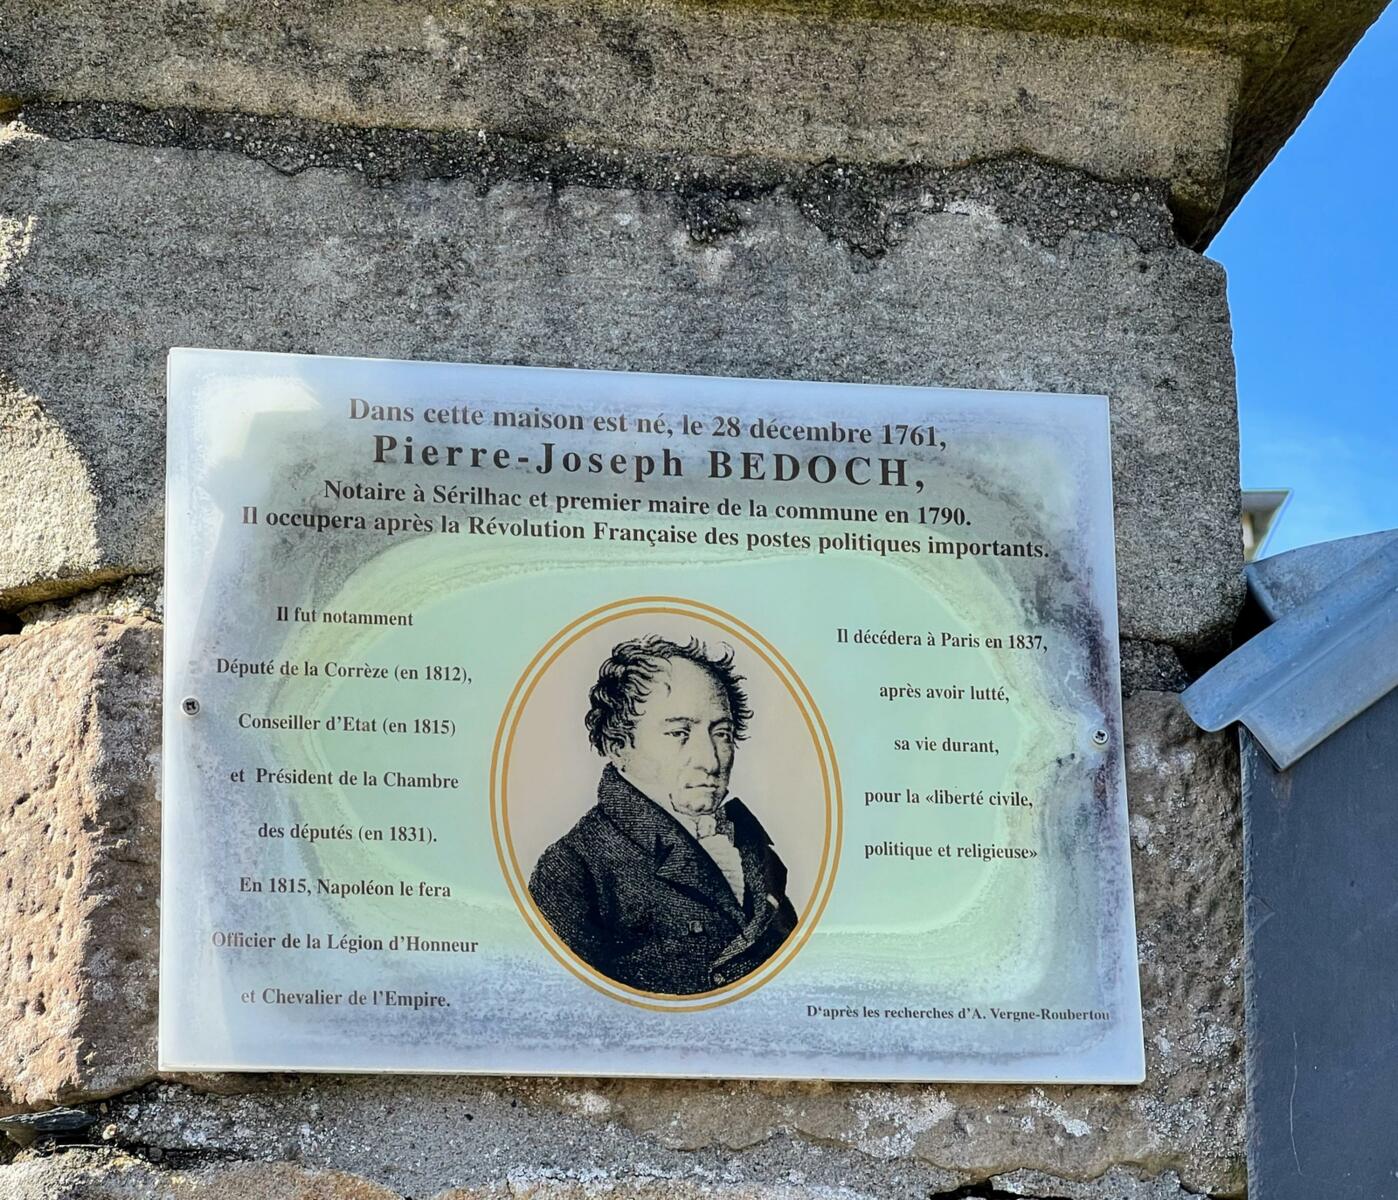 Dans cette maison est né, le 28 décembre 1761,
Pierre-Joseph BEDOCH,
Notaire à Sérilhac et premier maire de la commune en 1790.
Il occupera après la Révolution Française des postes politiques importants.
Il fut notamment
Député de la Corrèze (en 1812),
Conseiller d'Etat (en 1815)
et Président de la Chambre
des députés (en 1831).
En 1815, Napoléon le fera
Officier de la Légion d'Honneur
et Chevalier de l'Empire.
Il décédera à Paris en 1837,
après avoir lutté,
sa vie durant,
pour la «liberté civile,
politique et religieuse»
D'après les recherches d'A. Vergne-Roubertou